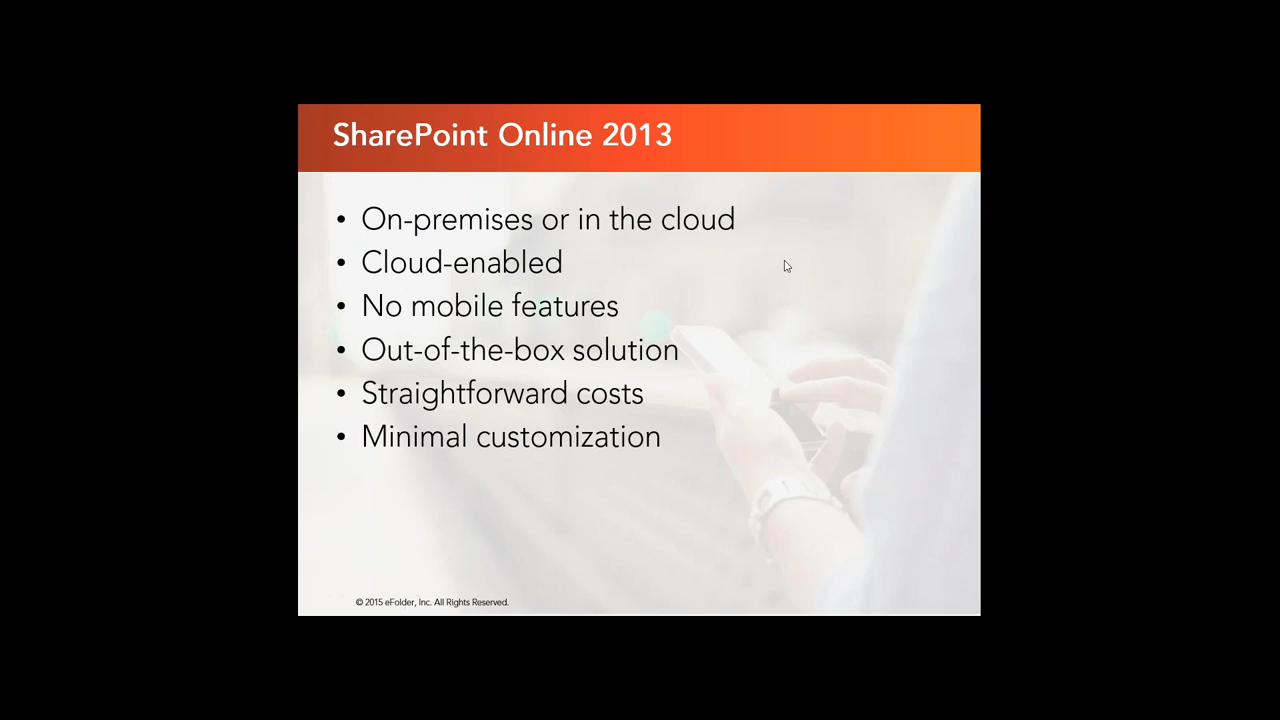 SharePoint Online 2013
• On-premises or in the cloud
• Cloud-enabled
• No mobile features
• Out-of-the-box solution
• Straightforward costs
• Minimal customization
© 2015 eFolder, Inc. All Rights Reserved.